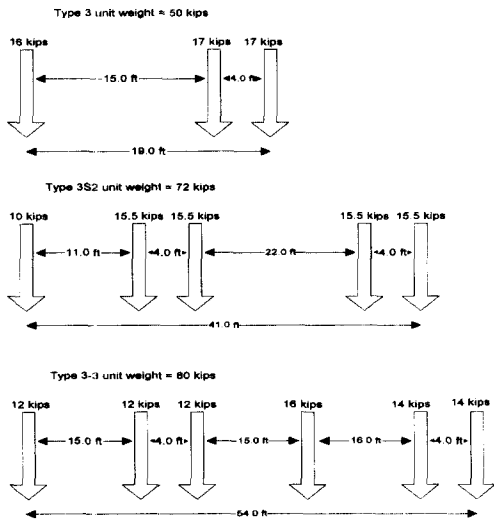 Type 3 unit weight = 50 kips
16 kips 17 kips 17 kips
15.0 ft 4.0 ft
19.0 ft
Type 3S2 unit weight = 72 kips
10 kips 15.5 kips 15.5 kips 15.5 kips 15.5 kips
11.0 ft 4.0 ft 22.0 ft 4.0 ft
41.0 ft
Type 3-3 unit weight = 80 kips
12 kips 12 kips 12 kips 16 kips 14 kips 14 kips
15.0 ft 4.0 ft 15.0 ft 16.0 ft 4.0 ft
54.0 ft